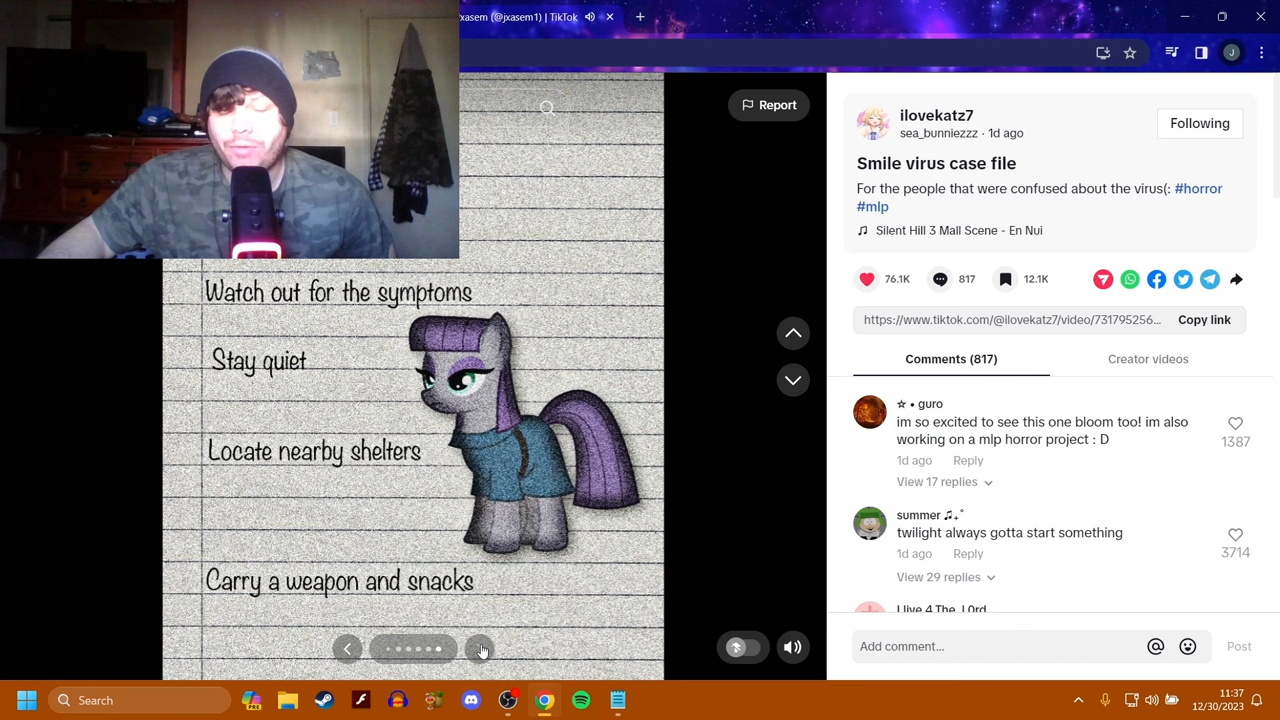 xasem (@jxasem1) | TikTok
J
Report
ilovekatz7
sea_bunniezzz · 1d ago
Following
Smile virus case file
For the people that were confused about the virus(: #horror
#mlp
Silent Hill 3 Mall Scene - En Nui
76.1K
817
12.1K
https://www.tiktok.com/@ilovekatz7/video/731795256...
Copy link
Comments (817)
Creator videos
Watch out for the symptoms
Stay quiet
Locate nearby shelters
Carry a weapon and snacks
☆ • guro
im so excited to see this one bloom too! im also
working on a mlp horror project : D
1387
1d ago Reply
View 17 replies
summer ♫₊˚
twilight always gotta start something
3714
1d ago Reply
View 29 replies
Add comment...
Post
Search
PRE
11:37
12/30/2023